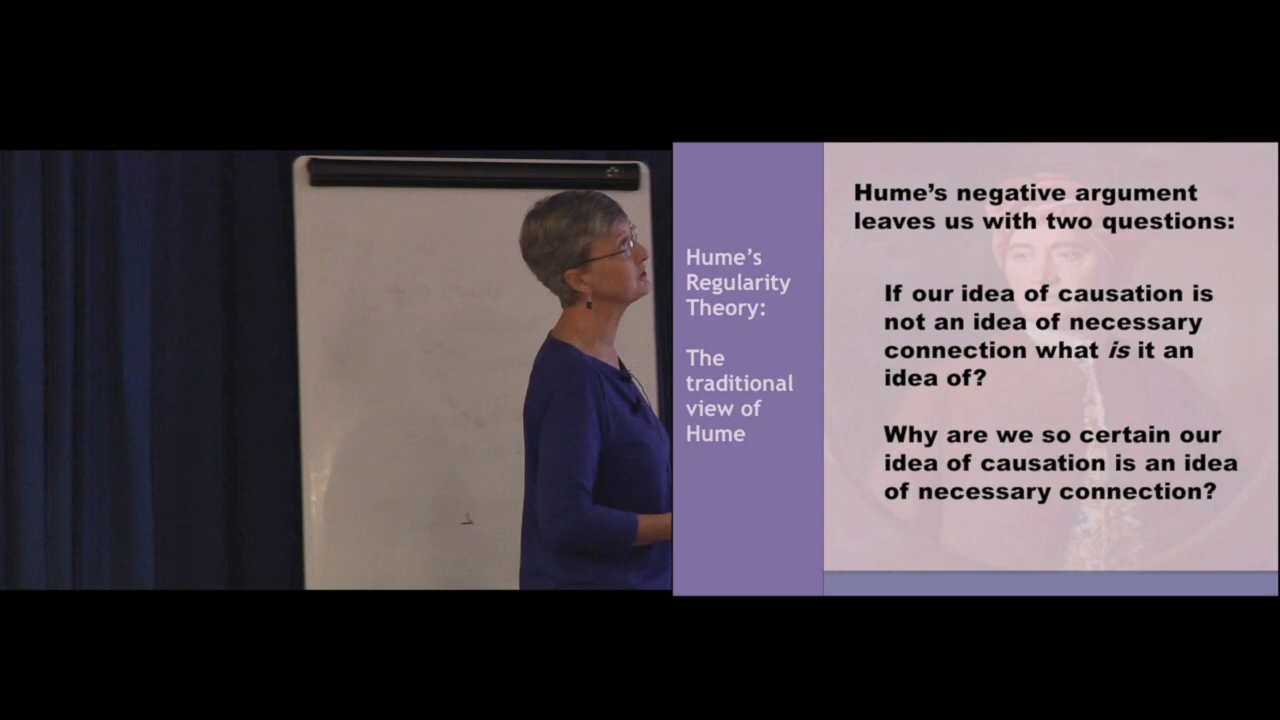 Hume's
Regularity
Theory:
The
traditional
view of
Hume
Hume's negative argument
leaves us with two questions:
If our idea of causation is
not an idea of necessary
connection what is it an
idea of?
Why are we so certain our
idea of causation is an idea
of necessary connection?